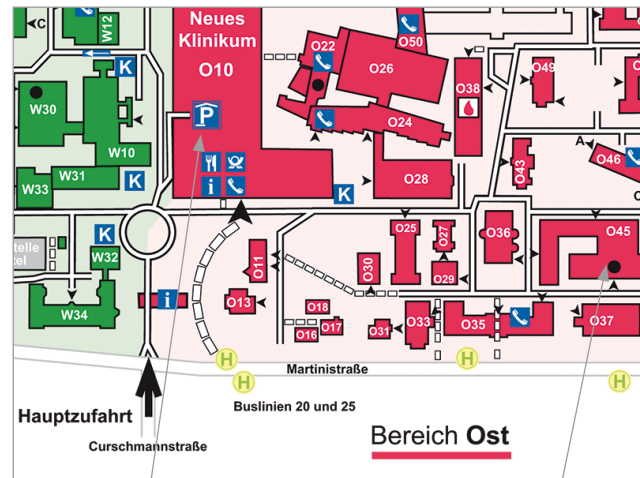 C
W12
Neues
Klinikum
O10
O22
O50
K
O26
O49
O38
W30
P
O24
W10
A
O46
O43
W31
K
O28
W33
i
K
O25
O27
O36
O45
K
telle
tel
W32
O11
O30
O29
i
O13
O18
W34
O16
O17
O31
O33
O35
O37
H
H
Martinistraße
H
H
Hauptzufahrt
Buslinien 20 und 25
Curschmannstraße
Bereich Ost